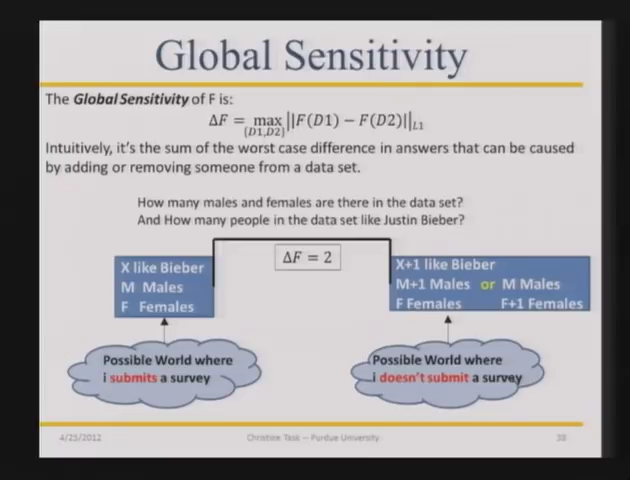 Global Sensitivity
The Global Sensitivity of F is:
ΔF = max ||F(D1) − F(D2)||L1
(D1,D2)
Intuitively, it's the sum of the worst case difference in answers that can be caused
by adding or removing someone from a data set.
How many males and females are there in the data set?
And How many people in the data set like Justin Bieber?
ΔF = 2
X like Bieber
M Males
F Females
X+1 like Bieber
M+1 Males or M Males
F Females F+1 Females
Possible World where
i submits a survey
Possible World where
i doesn't submit a survey
4/25/2012
Christine Task -- Purdue University
38